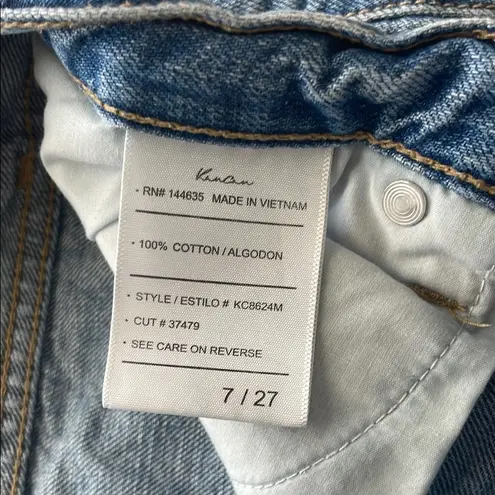 KanCan
· RN# 144635 MADE IN VIETNAM
· 100% COTTON / ALGODON
· STYLE / ESTILO # KC8624M
· CUT # 37479
· SEE CARE ON REVERSE
7 / 27